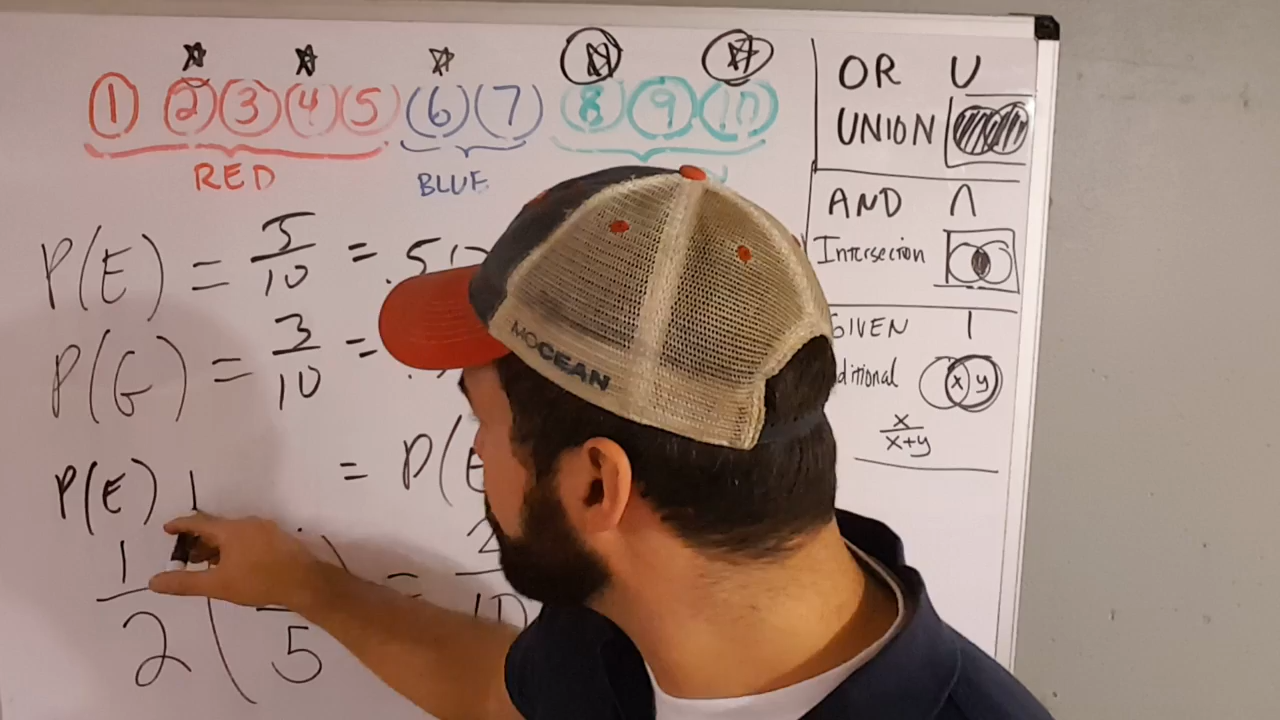 1 2 3 4 5 6 7 8 9 10
RED BLUE
P(E) = 5/10 = .5
P(G) = 3/10 =
P(E) | = P(E
1/2 ( 5 ) = 2/10
MOCEAN
OR U
UNION
AND ∩
Intersection
GIVEN |
ditional x y
x/x+y